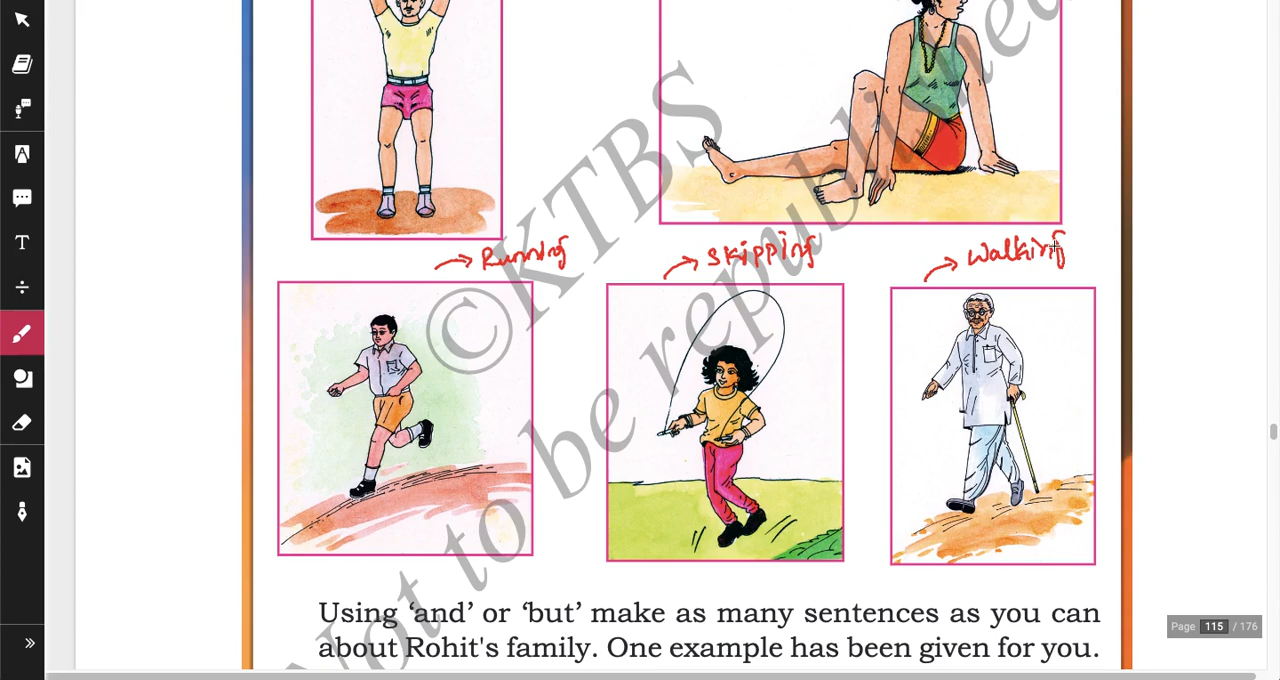 Running
Skipping
Walking
©KTBS
Not to be republished
Using ‘and’ or ‘but’ make as many sentences as you can
about Rohit's family. One example has been given for you.
Page 115 / 176